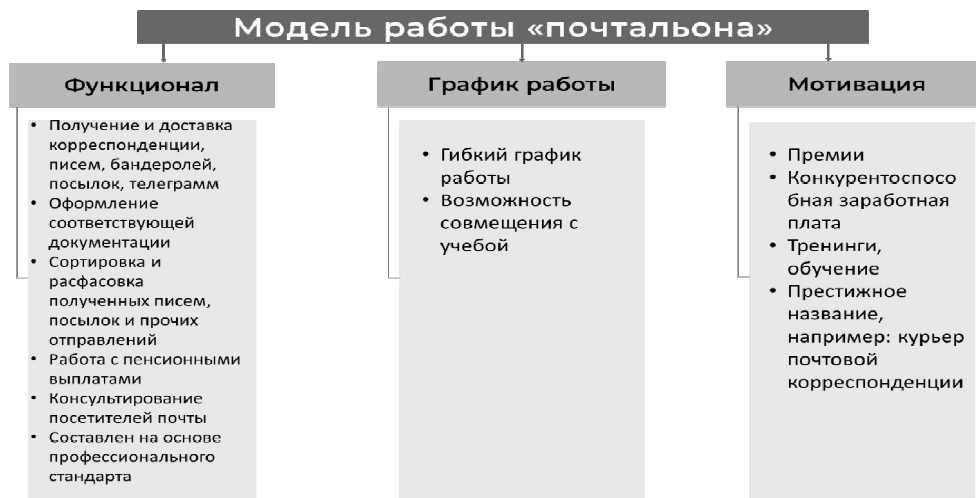 Модель работы «почтальона»
Функционал
• Получение и доставка
корреспонденции,
писем, бандеролей,
посылок, телеграмм
• Оформление
соответствующей
документации
• Сортировка и
расфасовка
полученных писем,
посылок и прочих
отправлений
• Работа с пенсионными
выплатами
• Консультирование
посетителей почты
• Составлен на основе
профессионального
стандарта
График работы
• Гибкий график
работы
• Возможность
совмещения с
учебой
Мотивация
• Премии
• Конкурентоспосо
бная заработная
плата
• Тренинги,
обучение
• Престижное
название,
например: курьер
почтовой
корреспонденции